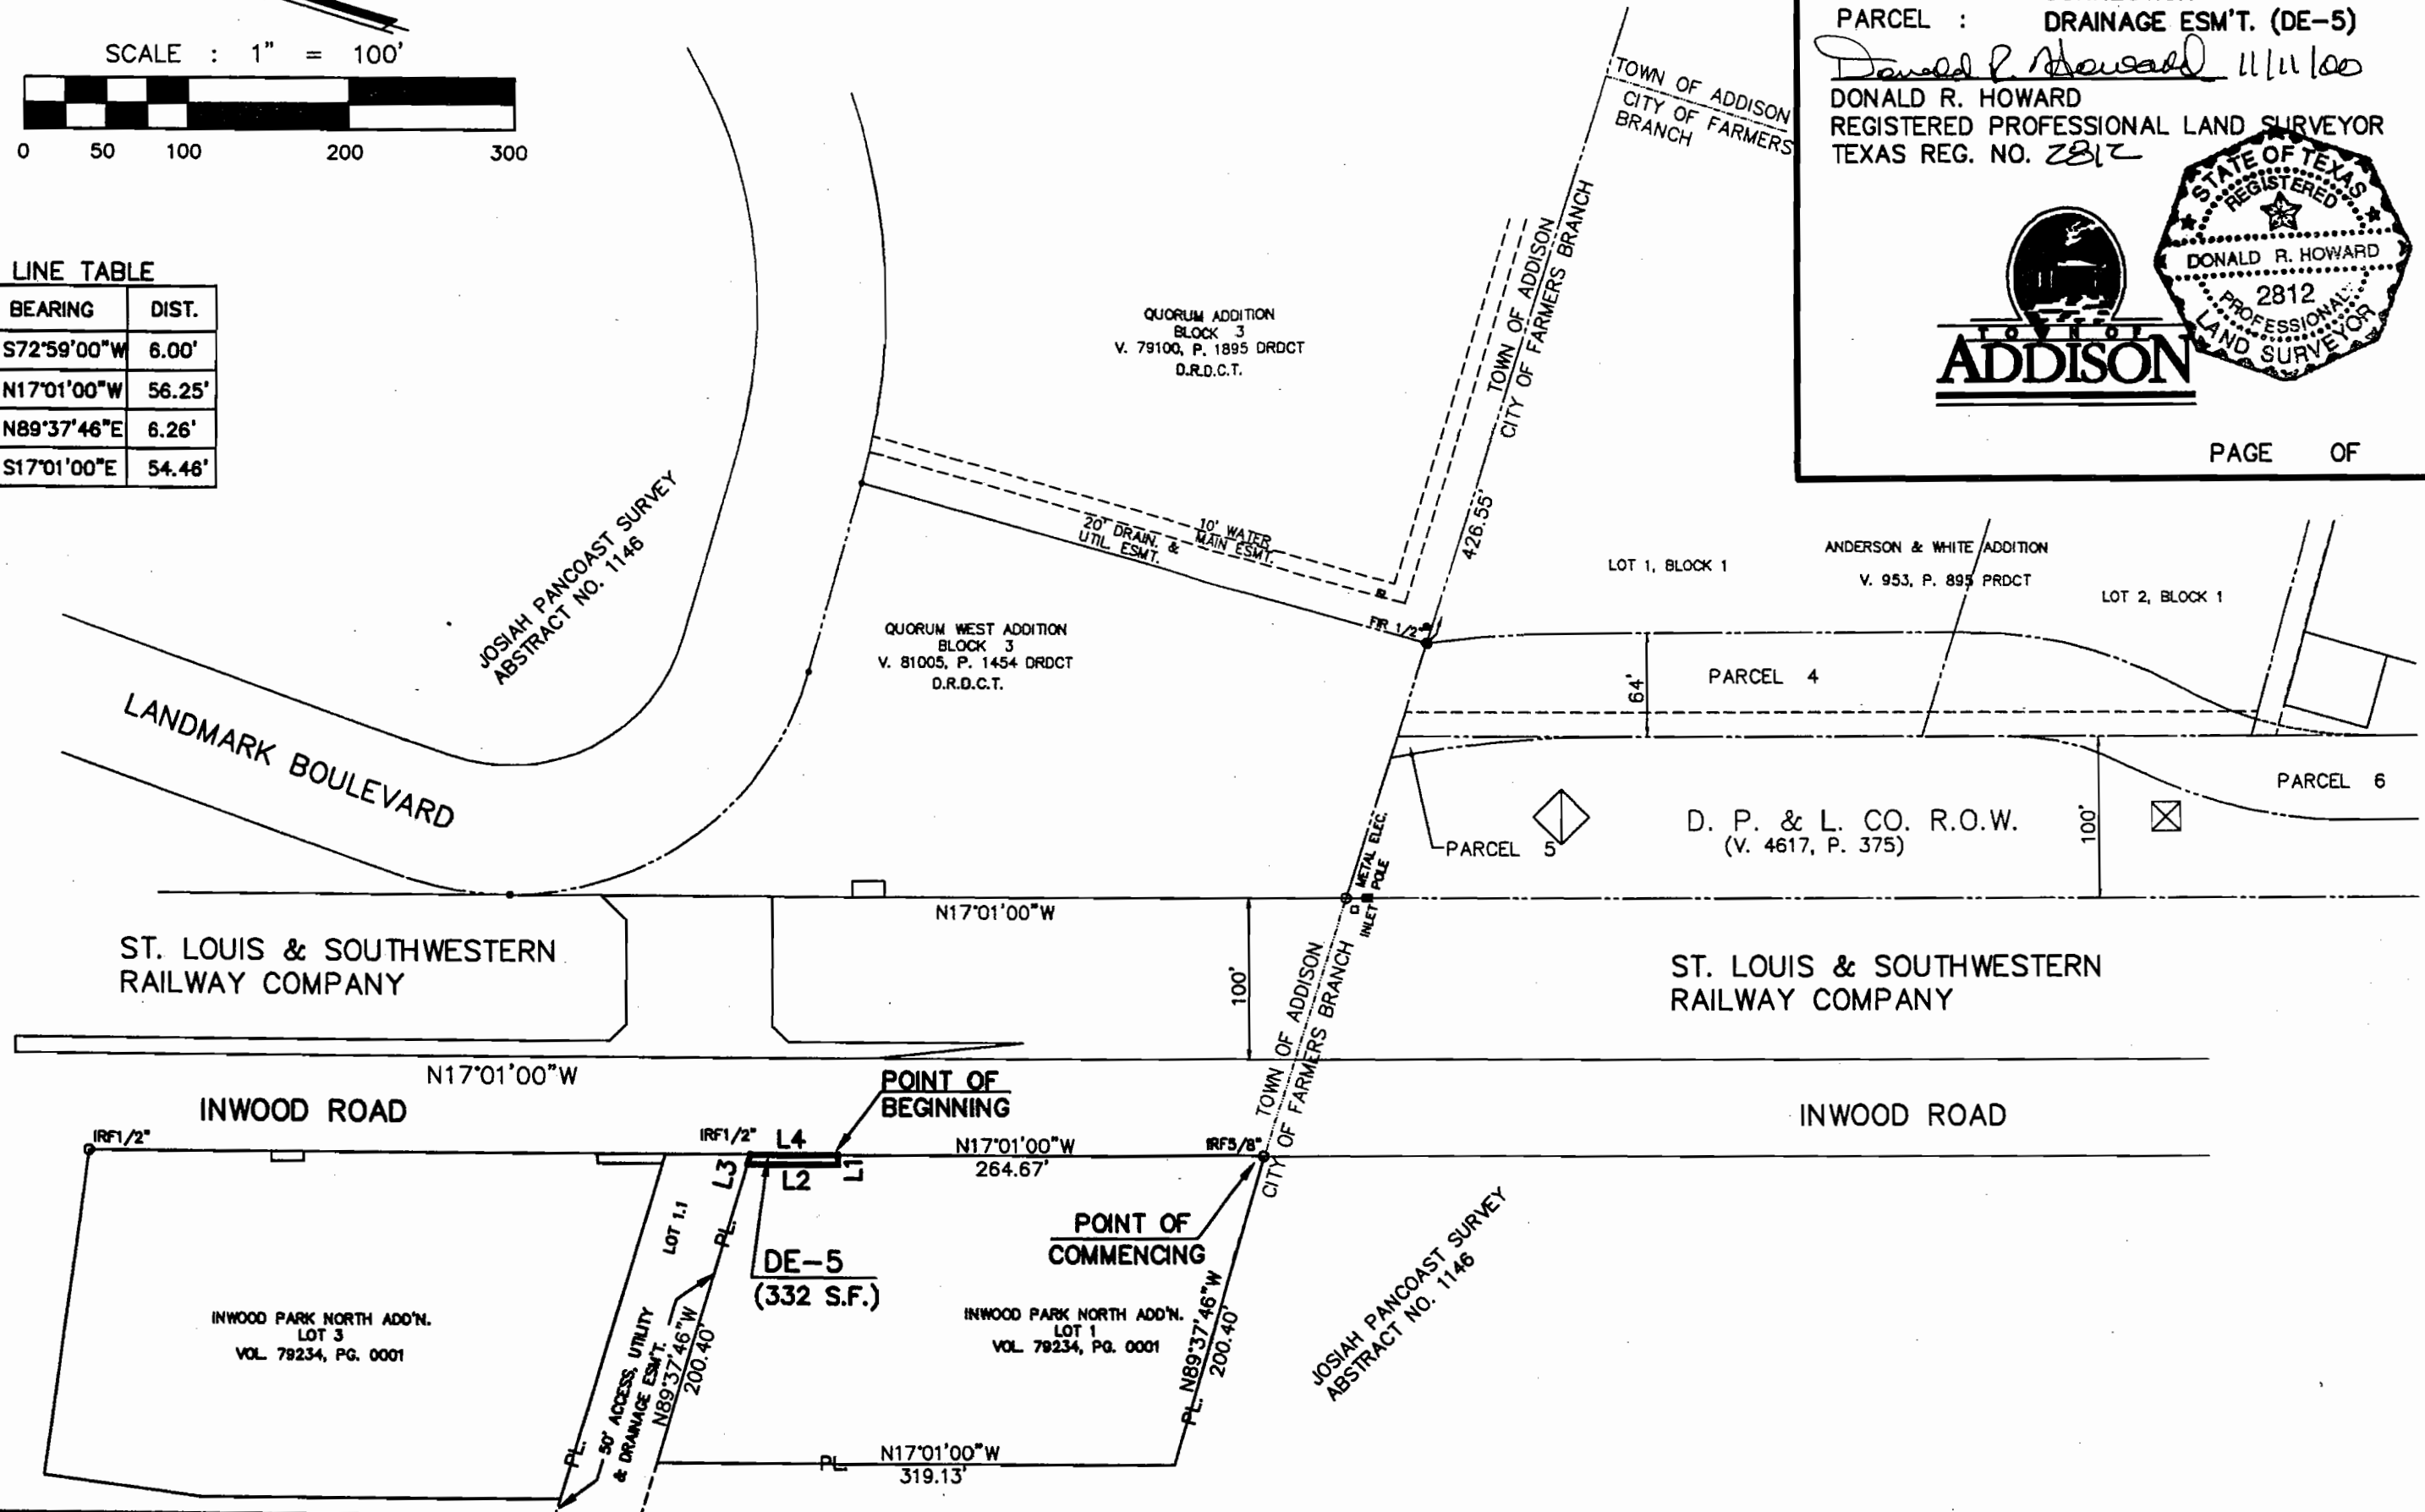 SCALE : 1" = 100'
0 50 100 200 300
LINE TABLE
BEARING DIST.
S72°59'00"W 6.00'
N17°01'00"W 56.25'
N89°37'46"E 6.26'
S17°01'00"E 54.46'
PARCEL : DRAINAGE ESM'T. (DE-5)
Donald R. Howard 11/11/00
DONALD R. HOWARD
REGISTERED PROFESSIONAL LAND SURVEYOR
TEXAS REG. NO. 2812
STATE OF TEXAS
REGISTERED
DONALD R. HOWARD
2812
PROFESSIONAL
LAND SURVEYOR
TOWN OF
ADDISON
PAGE OF
TOWN OF ADDISON
CITY OF FARMERS
BRANCH
TOWN OF ADDISON
CITY OF FARMERS BRANCH
426.55'
QUORUM ADDITION
BLOCK 3
V. 79100, P. 1895 DRDCT
D.R.D.C.T.
JOSIAH PANCOAST SURVEY
ABSTRACT NO. 1146
10' WATER
MAIN ESMT.
20' DRAIN. &
UTIL ESMT.
FIR 1/2"
QUORUM WEST ADDITION
BLOCK 3
V. 81005, P. 1454 DRDCT
D.R.D.C.T.
LOT 1, BLOCK 1
ANDERSON & WHITE ADDITION
V. 953, P. 895 PRDCT
LOT 2, BLOCK 1
64'
PARCEL 4
LANDMARK BOULEVARD
PARCEL 6
PARCEL 5
D. P. & L. CO. R.O.W.
(V. 4617, P. 375)
100'
METAL ELEC.
POLE
INLET
N17°01'00"W
ST. LOUIS & SOUTHWESTERN
RAILWAY COMPANY
100'
TOWN OF ADDISON
CITY OF FARMERS BRANCH
ST. LOUIS & SOUTHWESTERN
RAILWAY COMPANY
N17°01'00"W
INWOOD ROAD
POINT OF
BEGINNING
INWOOD ROAD
IRF1/2"
IRF1/2"
L4
L3
L2
L1
N17°01'00"W
264.67'
IRF5/8"
POINT OF
COMMENCING
LOT 1.1
PL.
DE-5
(332 S.F.)
INWOOD PARK NORTH ADD'N.
LOT 3
VOL. 79234, PG. 0001
50' ACCESS, UTILITY
& DRAINAGE ESM'T.
N89°37'46"W
200.40'
PL.
INWOOD PARK NORTH ADD'N.
LOT 1
VOL. 79234, PG. 0001
PL. N89°37'46"W
200.40'
JOSIAH PANCOAST SURVEY
ABSTRACT NO. 1146
PL.
N17°01'00"W
319.13'